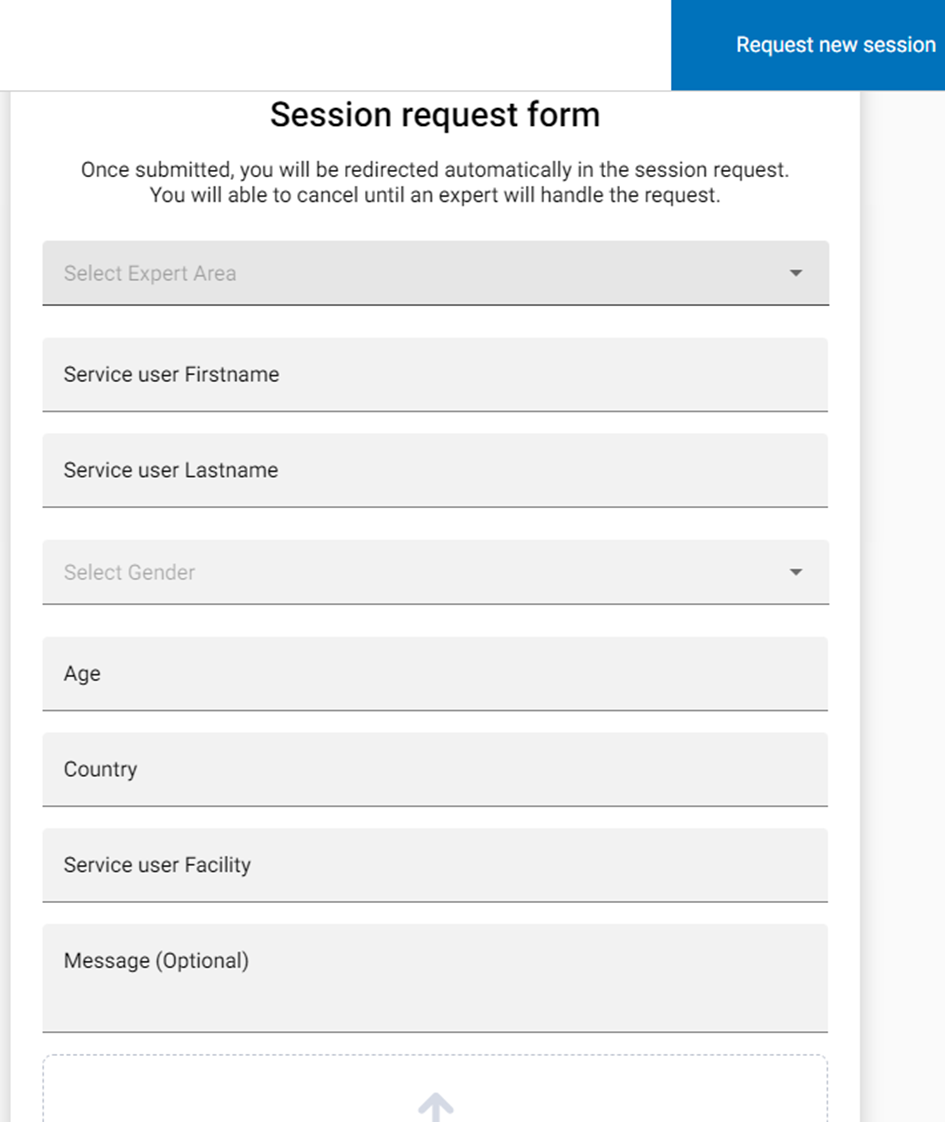 Request new session
Session request form
Once submitted, you will be redirected automatically in the session request.
You will able to cancel until an expert will handle the request.
Select Expert Area
Service user Firstname
Service user Lastname
Select Gender
Age
Country
Service user Facility
Message (Optional)